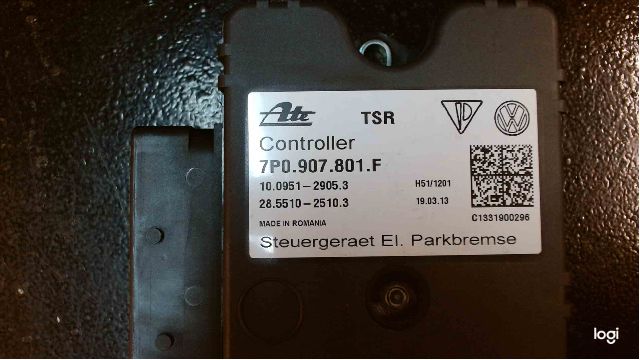 Ate TSR
Controller
7P0.907.801.F
10.0951-2905.3 H51/1201
28.5510-2510.3 19.03.13
C1331900296
MADE IN ROMANIA
Steuergeraet El. Parkbremse
logi